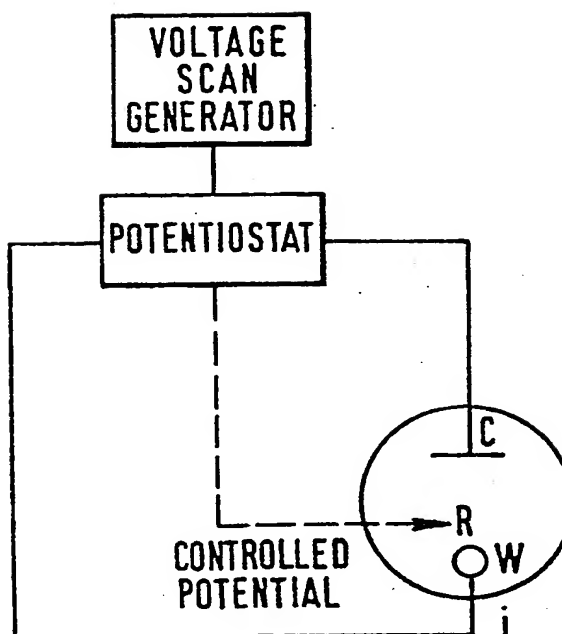 VOLTAGE
SCAN
GENERATOR
POTENTIOSTAT
C
R
W
CONTROLLED
POTENTIAL
i